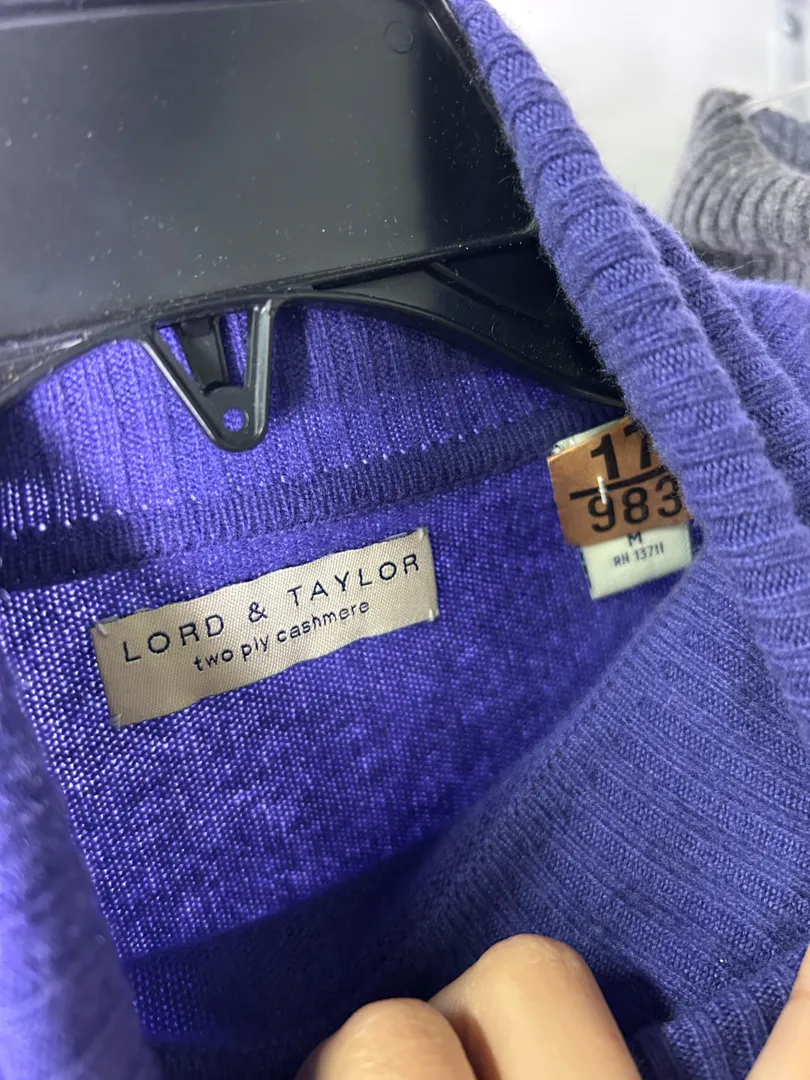 LORD & TAYLOR
two ply cashmere
17
983
M
RN 13711